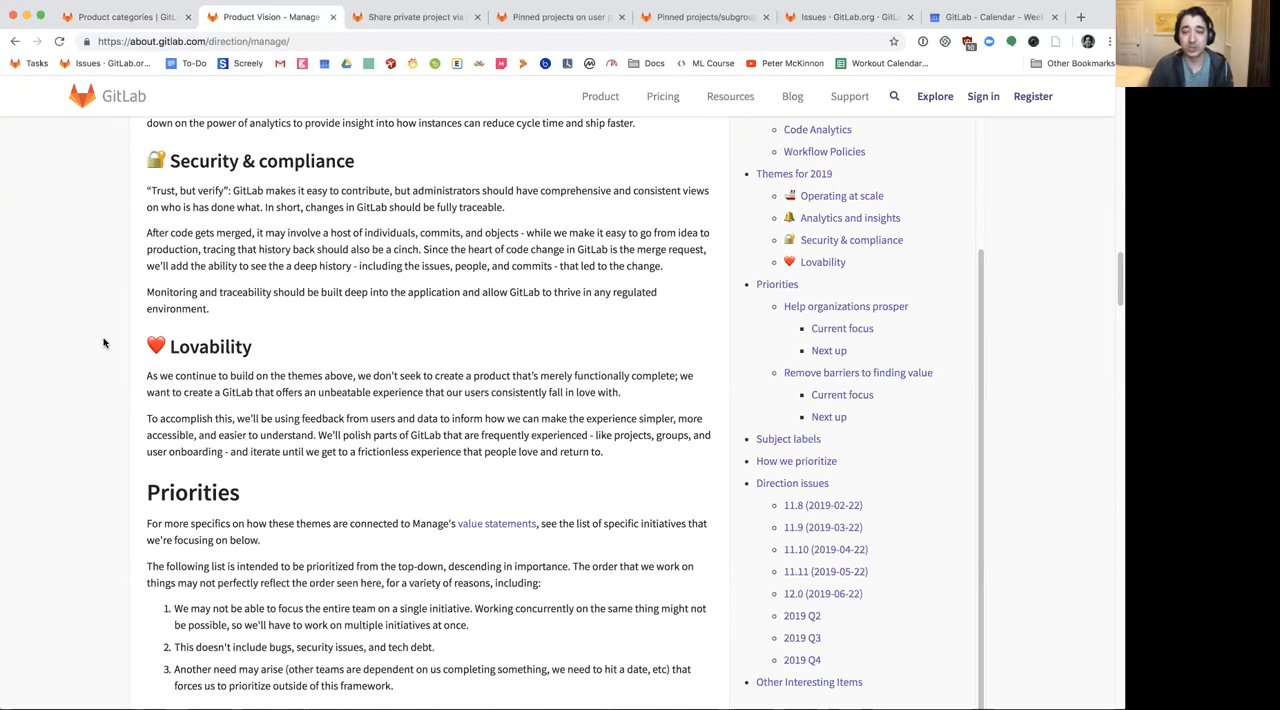 Product categories | GitL
Product Vision - Manage
Share private project via
Pinned projects on user
Pinned projects/subgrou
Issues · GitLab.org · GitL
GitLab - Calendar - Wee
https://about.gitlab.com/direction/manage/
10
Tasks
Issues · GitLab.or...
To-Do
Screely
Docs
ML Course
Peter McKinnon
Workout Calendar...
Other Bookmarks
GitLab
Product
Pricing
Resources
Blog
Support
Explore
Sign in
Register
down on the power of analytics to provide insight into how instances can reduce cycle time and ship faster.
🔐 Security & compliance
“Trust, but verify”: GitLab makes it easy to contribute, but administrators should have comprehensive and consistent views
on who is has done what. In short, changes in GitLab should be fully traceable.
After code gets merged, it may involve a host of individuals, commits, and objects - while we make it easy to go from idea to
production, tracing that history back should also be a cinch. Since the heart of code change in GitLab is the merge request,
we’ll add the ability to see the a deep history - including the issues, people, and commits - that led to the change.
Monitoring and traceability should be built deep into the application and allow GitLab to thrive in any regulated
environment.
❤️ Lovability
As we continue to build on the themes above, we don’t seek to create a product that’s merely functionally complete; we
want to create a GitLab that offers an unbeatable experience that our users consistently fall in love with.
To accomplish this, we’ll be using feedback from users and data to inform how we can make the experience simpler, more
accessible, and easier to understand. We’ll polish parts of GitLab that are frequently experienced - like projects, groups, and
user onboarding - and iterate until we get to a frictionless experience that people love and return to.
Priorities
For more specifics on how these themes are connected to Manage's value statements, see the list of specific initiatives that
we're focusing on below.
The following list is intended to be prioritized from the top-down, descending in importance. The order that we work on
things may not perfectly reflect the order seen here, for a variety of reasons, including:
1. We may not be able to focus the entire team on a single initiative. Working concurrently on the same thing might not
be possible, so we'll have to work on multiple initiatives at once.
2. This doesn't include bugs, security issues, and tech debt.
3. Another need may arise (other teams are dependent on us completing something, we need to hit a date, etc) that
forces us to prioritize outside of this framework.
Code Analytics
Workflow Policies
Themes for 2019
🚢 Operating at scale
🔔 Analytics and insights
🔐 Security & compliance
❤️ Lovability
Priorities
Help organizations prosper
Current focus
Next up
Remove barriers to finding value
Current focus
Next up
Subject labels
How we prioritize
Direction issues
11.8 (2019-02-22)
11.9 (2019-03-22)
11.10 (2019-04-22)
11.11 (2019-05-22)
12.0 (2019-06-22)
2019 Q2
2019 Q3
2019 Q4
Other Interesting Items